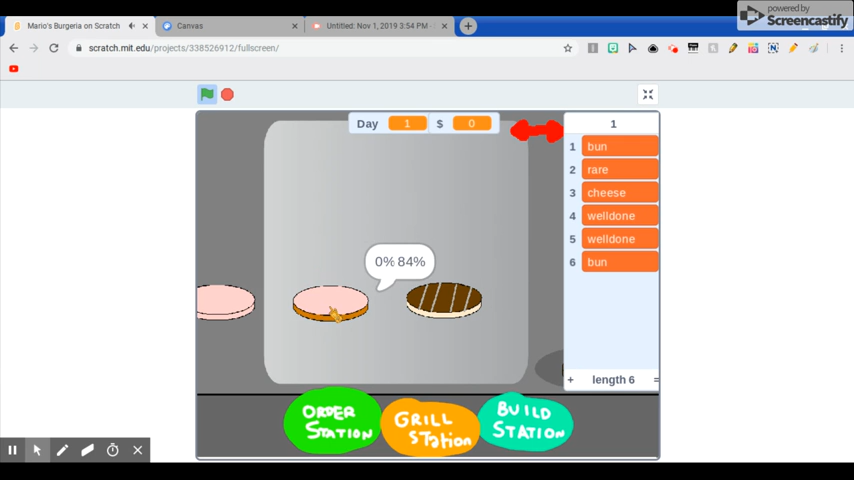 powered by
Screencastify
Mario's Burgeria on Scratch
Canvas
Untitled: Nov 1, 2019 3:54 PM -
scratch.mit.edu/projects/338526912/fullscreen/
Day 1 $ 0
1
1 bun
2 rare
3 cheese
4 welldone
5 welldone
6 bun
0% 84%
+ length 6 =
ORDER
STATION
GRILL
STATION
BUILD
STATION